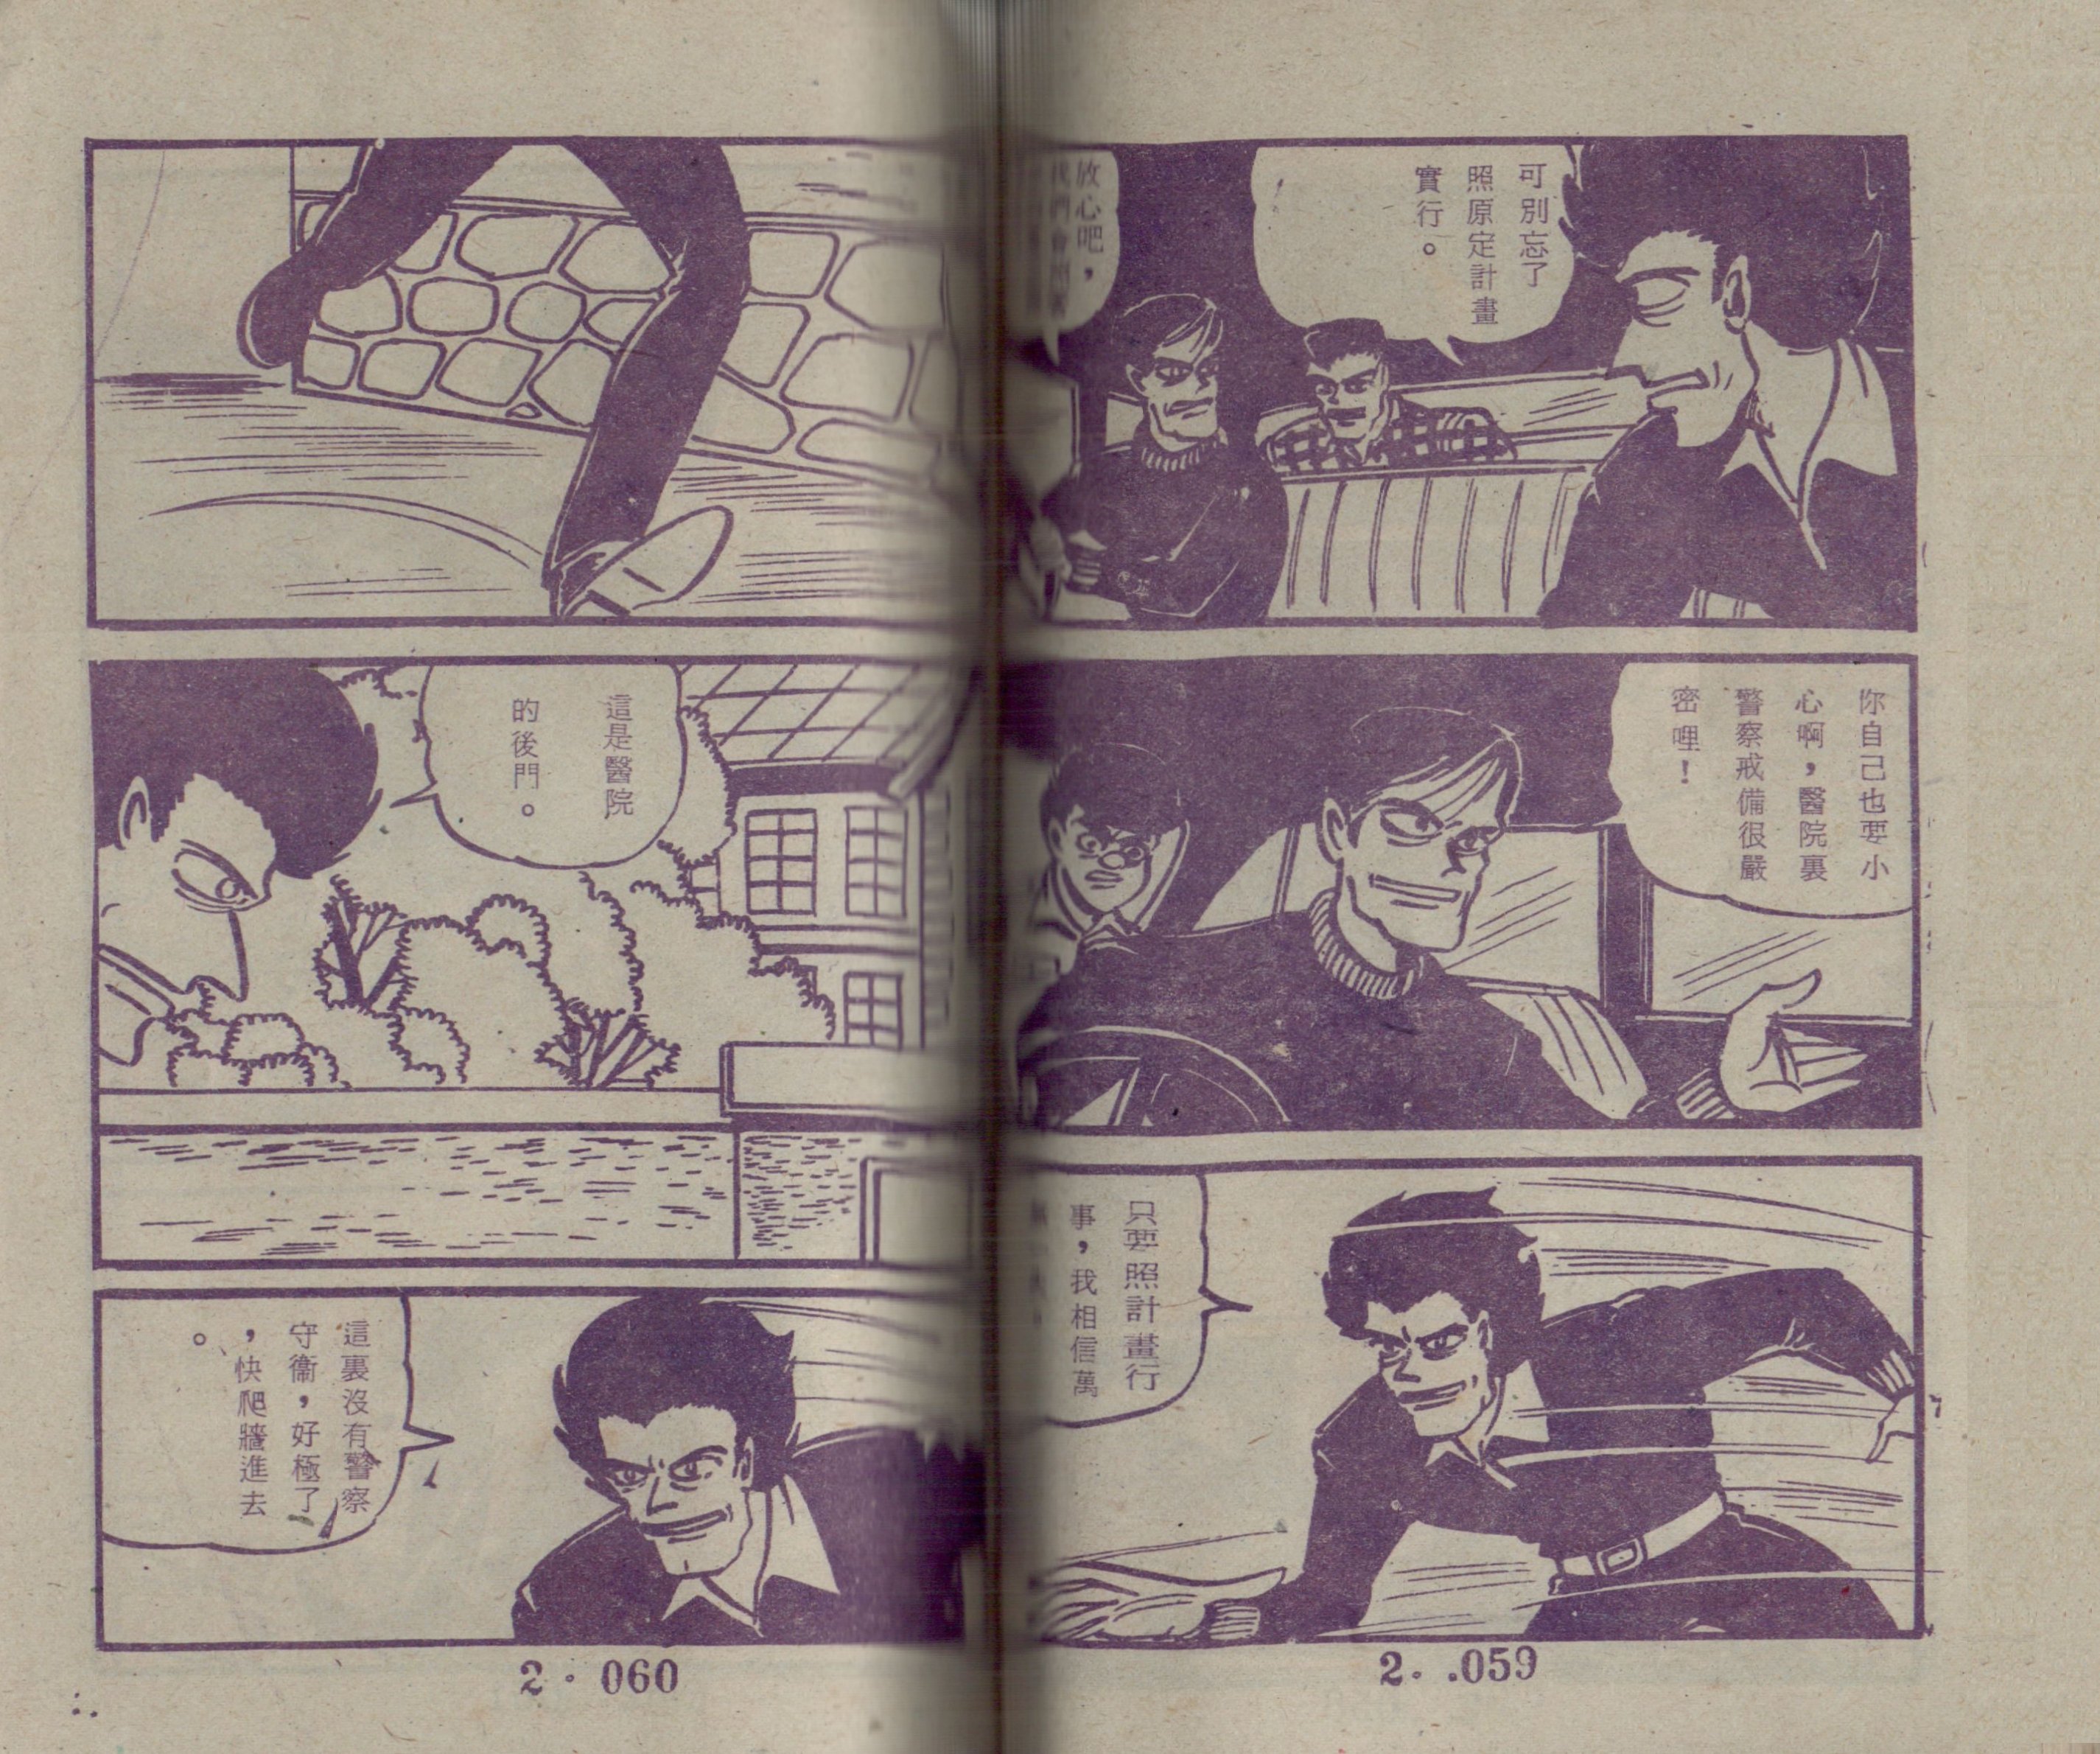 可別忘了
照原定計畫
實行。
放心吧，
你自己也要小
心啊，醫院裏
警察戒備很嚴
密哩！
只要照計畫行
事，我相信萬
2．.059
這是醫院
的後門。
這裏沒有警察
守衞，好極了
，快爬牆進去
。
2．060